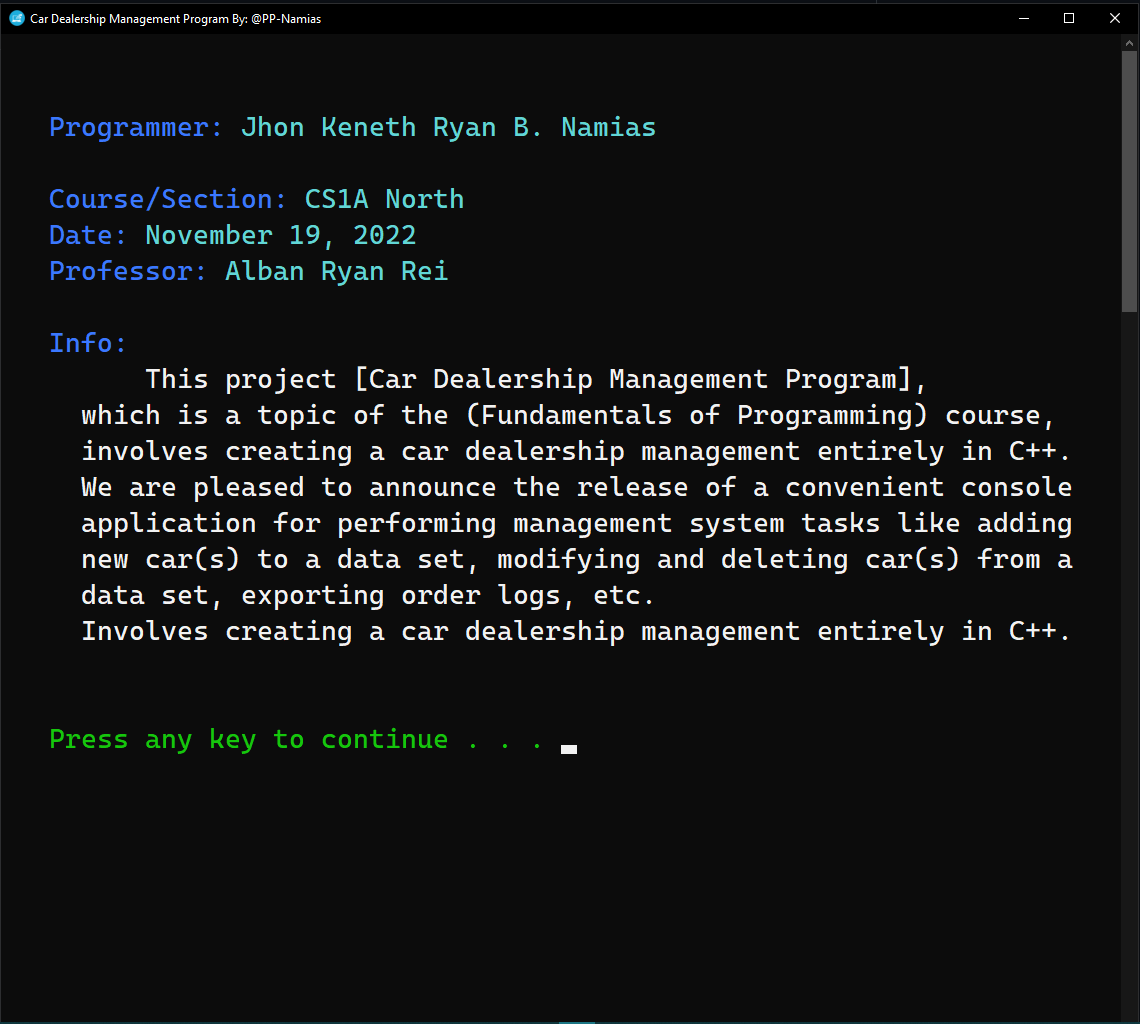 Car Dealership Management Program By: @PP-Namias
Programmer: Jhon Keneth Ryan B. Namias
Course/Section: CS1A North
Date: November 19, 2022
Professor: Alban Ryan Rei
Info:
This project [Car Dealership Management Program],
which is a topic of the (Fundamentals of Programming) course,
involves creating a car dealership management entirely in C++.
We are pleased to announce the release of a convenient console
application for performing management system tasks like adding
new car(s) to a data set, modifying and deleting car(s) from a
data set, exporting order logs, etc.
Involves creating a car dealership management entirely in C++.
Press any key to continue . . .